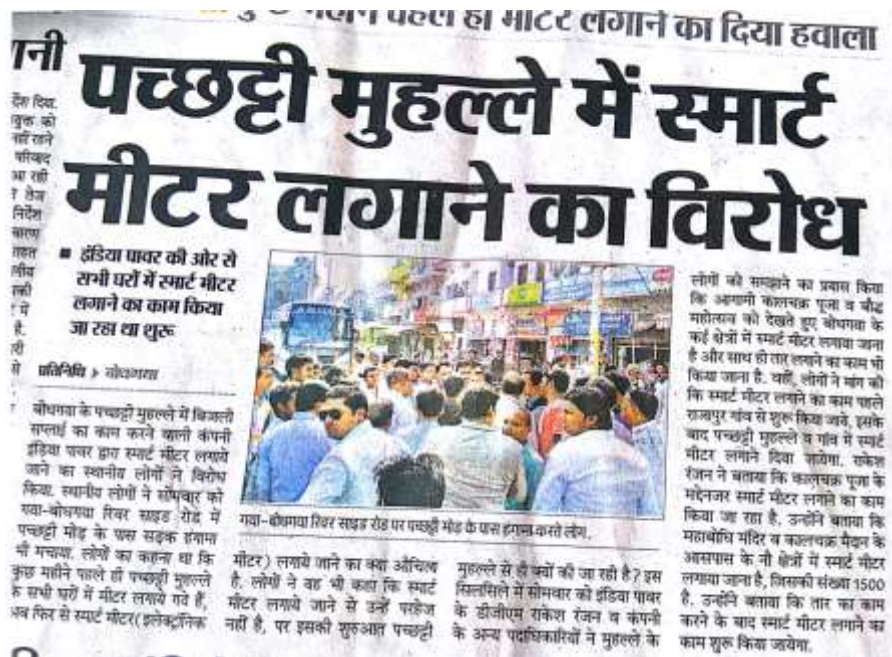 पहले ही मीटर लगाने का दिया हवाला
पच्छट्टी मुहल्ले में स्मार्ट
मीटर लगाने का विरोध
■ इंडिया पावर की ओर से
सभी घरों में स्मार्ट मीटर
लगाने का काम किया
जा रहा था शुरू
प्रतिनिधि ▸ बोधगया
बोधगया के पच्छट्टी मुहल्ले में बिजली
सप्लाई का काम करने वाली कंपनी
इंडिया पावर द्वारा स्मार्ट मीटर लगाये
जाने का स्थानीय लोगों ने विरोध
किया. स्थानीय लोगों ने सोमवार को
गया-बोधगया रिवर साइड रोड में
पच्छट्टी मोड़ के पास सड़क हंगामा
भी मचाया. लोगों का कहना था कि
कुछ महीने पहले ही पच्छट्टी मुहल्ले
के सभी घरों में मीटर लगाये गये हैं,
अब फिर से स्मार्ट मीटर(इलेक्ट्रॉनिक
गया-बोधगया रिवर साइड रोड पर पच्छट्टी मोड़ के पास हंगामा करते लोग.
मीटर) लगाये जाने का क्या औचित्य
है. लोगों ने यह भी कहा कि स्मार्ट
मीटर लगाये जाने से उन्हें परहेज
नहीं है, पर इसकी शुरुआत पच्छट्टी
मुहल्ले से ही क्यों की जा रही है? इस
सिलसिले में सोमवार को इंडिया पावर
के डीजीएम राकेश रंजन व कंपनी
के अन्य पदाधिकारियों ने मुहल्ले के
लोगों को समझाने का प्रयास किया
कि आगामी कालचक्र पूजा व बौद्ध
महोत्सव को देखते हुए बोधगया के
कई क्षेत्रों में स्मार्ट मीटर लगाया जाना
है और साथ ही तार लगाने का काम भी
किया जाना है. वहीं, लोगों ने मांग की
कि स्मार्ट मीटर लगाने का काम पहले
राजापुर गांव से शुरू किया जाये, इसके
बाद पच्छट्टी मुहल्ले व गांव में स्मार्ट
मीटर लगाने दिया जायेगा. राकेश
रंजन ने बताया कि कालचक्र पूजा के
मद्देनजर स्मार्ट मीटर लगाने का काम
किया जा रहा है. उन्होंने बताया कि
महाबोधि मंदिर व कालचक्र मैदान के
आसपास के नौ क्षेत्रों में स्मार्ट मीटर
लगाया जाना है, जिसकी संख्या 1500
है. उन्होंने बताया कि तार का काम
करने के बाद स्मार्ट मीटर लगाने का
काम शुरू किया जायेगा.